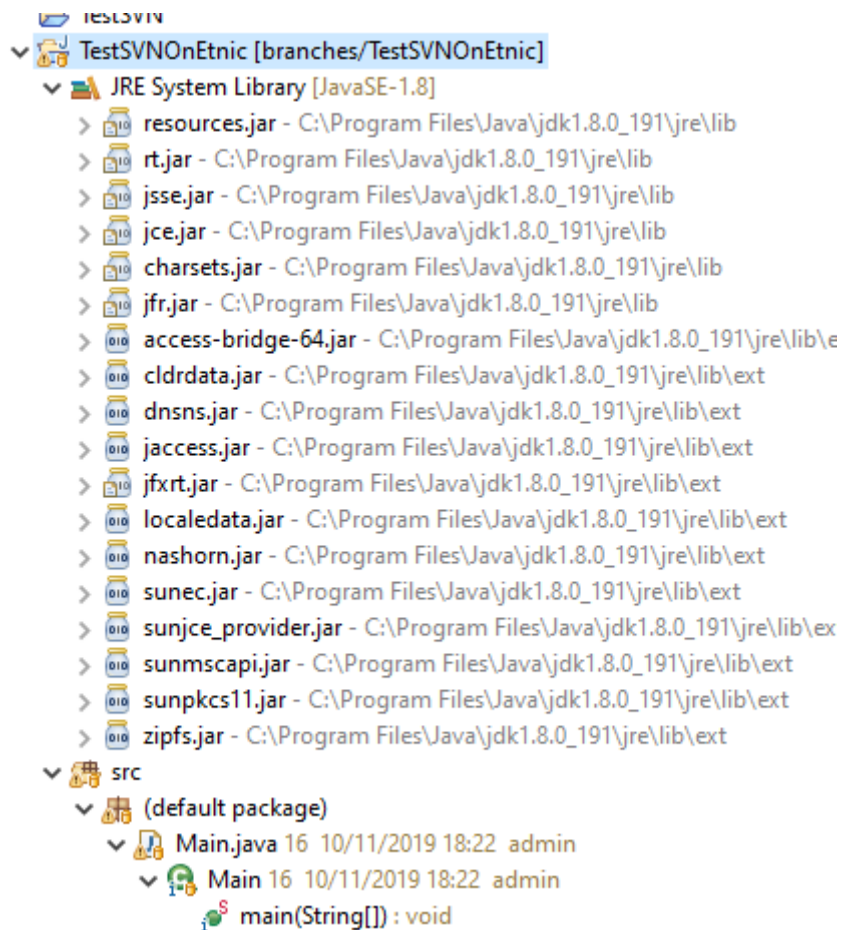 TestSVN
TestSVNOnEtnic [branches/TestSVNOnEtnic]
JRE System Library [JavaSE-1.8]
resources.jar - C:\Program Files\Java\jdk1.8.0_191\jre\lib
rt.jar - C:\Program Files\Java\jdk1.8.0_191\jre\lib
jsse.jar - C:\Program Files\Java\jdk1.8.0_191\jre\lib
jce.jar - C:\Program Files\Java\jdk1.8.0_191\jre\lib
charsets.jar - C:\Program Files\Java\jdk1.8.0_191\jre\lib
jfr.jar - C:\Program Files\Java\jdk1.8.0_191\jre\lib
access-bridge-64.jar - C:\Program Files\Java\jdk1.8.0_191\jre\lib\e
cldrdata.jar - C:\Program Files\Java\jdk1.8.0_191\jre\lib\ext
dnsns.jar - C:\Program Files\Java\jdk1.8.0_191\jre\lib\ext
jaccess.jar - C:\Program Files\Java\jdk1.8.0_191\jre\lib\ext
jfxrt.jar - C:\Program Files\Java\jdk1.8.0_191\jre\lib\ext
localedata.jar - C:\Program Files\Java\jdk1.8.0_191\jre\lib\ext
nashorn.jar - C:\Program Files\Java\jdk1.8.0_191\jre\lib\ext
sunec.jar - C:\Program Files\Java\jdk1.8.0_191\jre\lib\ext
sunjce_provider.jar - C:\Program Files\Java\jdk1.8.0_191\jre\lib\ex
sunmscapi.jar - C:\Program Files\Java\jdk1.8.0_191\jre\lib\ext
sunpkcs11.jar - C:\Program Files\Java\jdk1.8.0_191\jre\lib\ext
zipfs.jar - C:\Program Files\Java\jdk1.8.0_191\jre\lib\ext
src
(default package)
Main.java 16 10/11/2019 18:22 admin
Main 16 10/11/2019 18:22 admin
main(String[]) : void